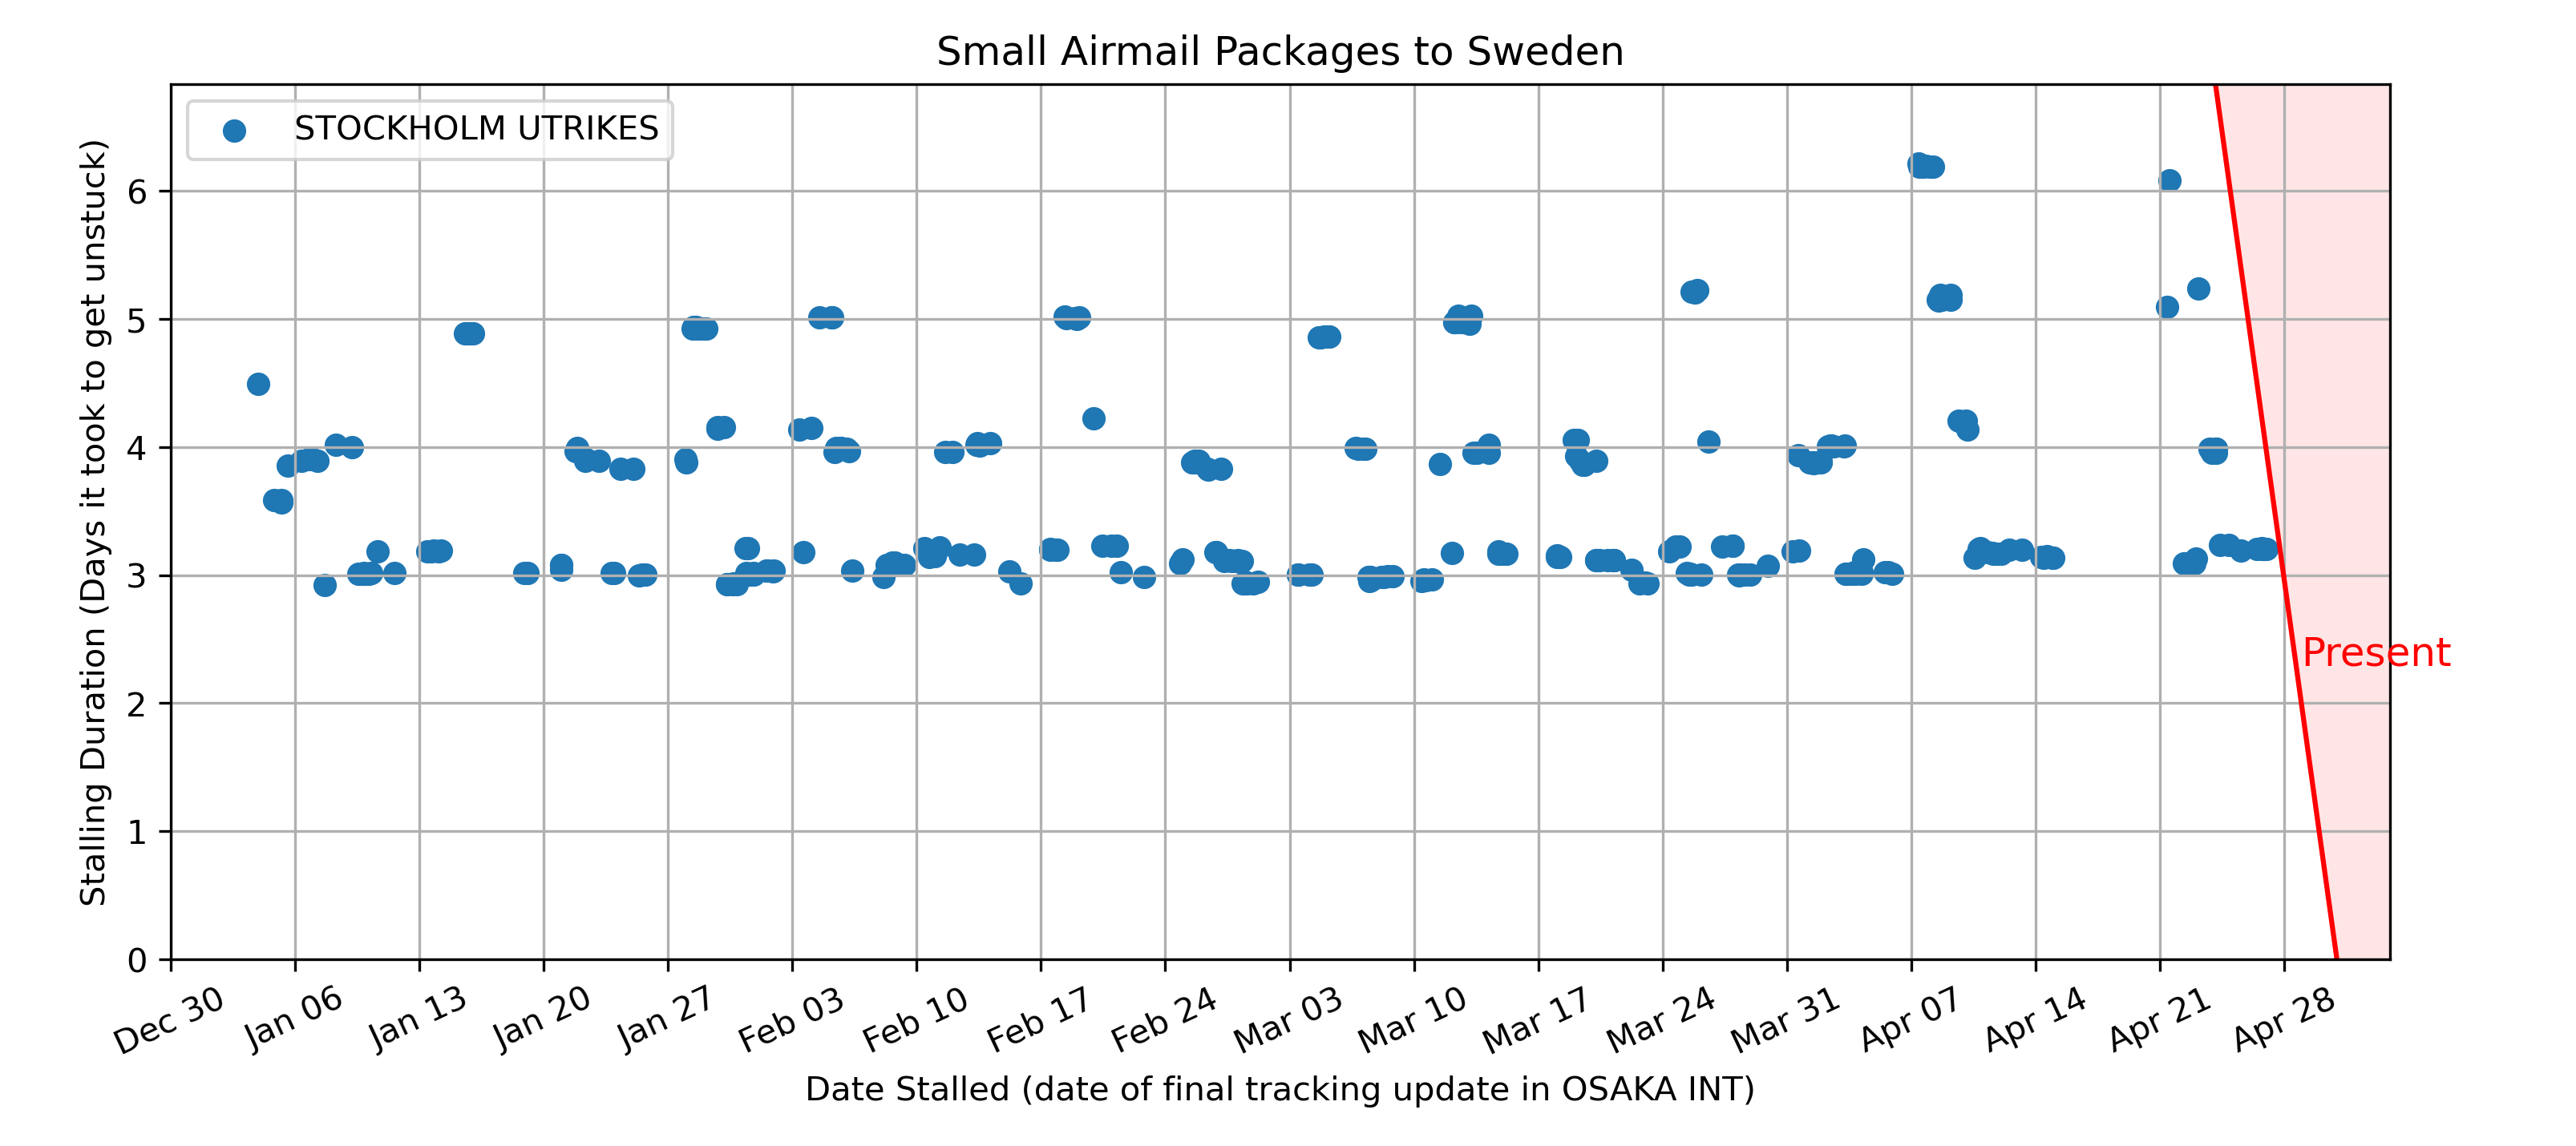 Small Airmail Packages to Sweden
STOCKHOLM UTRIKES
Stalling Duration (Days it took to get unstuck)
6
5
4
3
2
1
0
Present
Dec 30
Jan 06
Jan 13
Jan 20
Jan 27
Feb 03
Feb 10
Feb 17
Feb 24
Mar 03
Mar 10
Mar 17
Mar 24
Mar 31
Apr 07
Apr 14
Apr 21
Apr 28
Date Stalled (date of final tracking update in OSAKA INT)